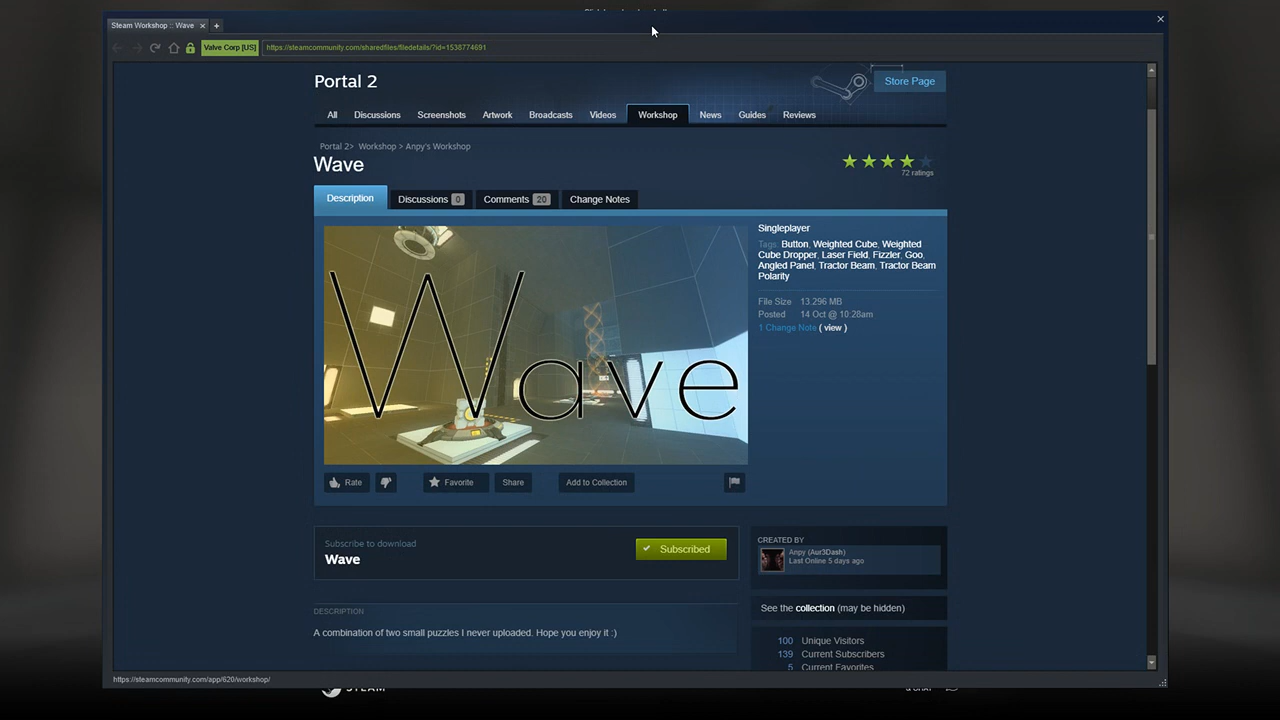 Steam Workshop :: Wave
Valve Corp [US]
https://steamcommunity.com/sharedfiles/filedetails/?id=1538774691
Portal 2
Store Page
All Discussions Screenshots Artwork Broadcasts Videos Workshop News Guides Reviews
Portal 2> Workshop > Anpy's Workshop
Wave
72 ratings
Description Discussions 0 Comments 20 Change Notes
Wave
Singleplayer
Tags: Button, Weighted Cube, Weighted
Cube Dropper, Laser Field, Fizzler, Goo,
Angled Panel, Tractor Beam, Tractor Beam
Polarity
File Size 13.296 MB
Posted 14 Oct @ 10:28am
1 Change Note ( view )
Rate Favorite Share Add to Collection
Subscribe to download
Wave
Subscribed
CREATED BY
Anpy (Aur3Dash)
Last Online 5 days ago
See the collection (may be hidden)
DESCRIPTION
A combination of two small puzzles I never uploaded. Hope you enjoy it :)
100 Unique Visitors
139 Current Subscribers
5 Current Favorites
https://steamcommunity.com/app/620/workshop/
STEAM
& CHAT